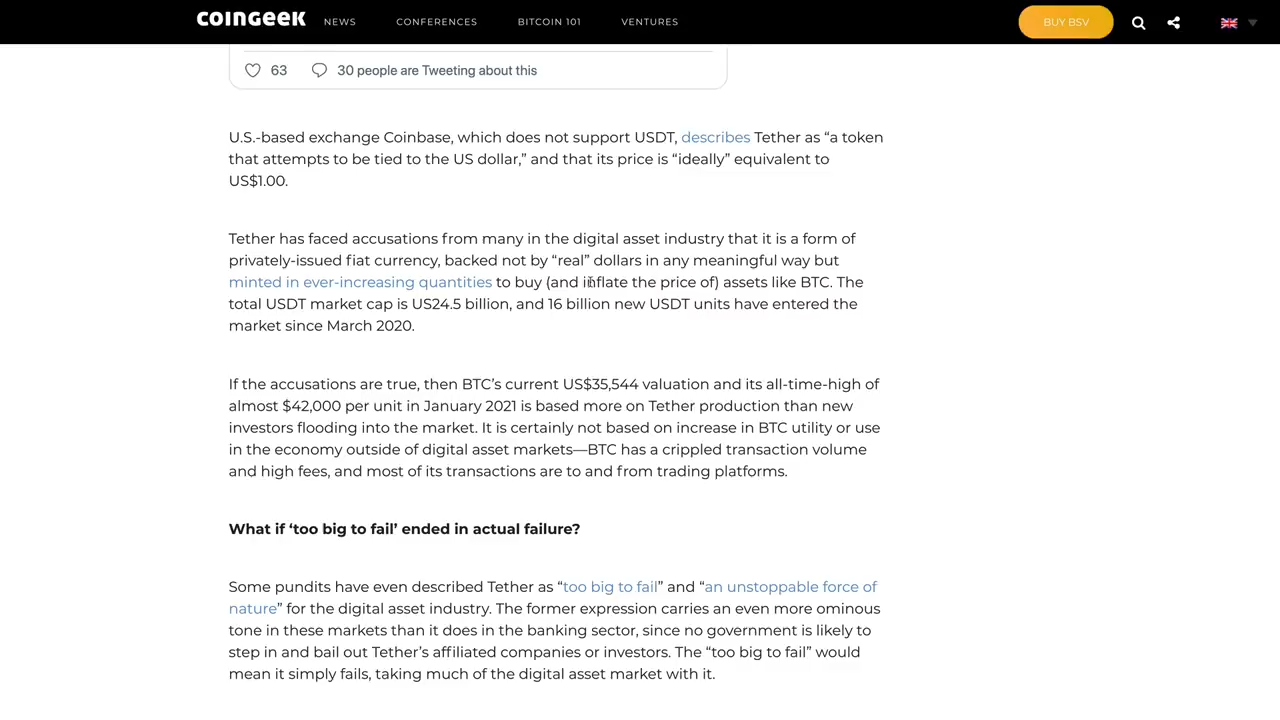 COINGEEK NEWS CONFERENCES BITCOIN 101 VENTURES BUY BSV
63 30 people are Tweeting about this
U.S.-based exchange Coinbase, which does not support USDT, describes Tether as “a token
that attempts to be tied to the US dollar,” and that its price is “ideally” equivalent to
US$1.00.
Tether has faced accusations from many in the digital asset industry that it is a form of
privately-issued fiat currency, backed not by “real” dollars in any meaningful way but
minted in ever-increasing quantities to buy (and inflate the price of) assets like BTC. The
total USDT market cap is US24.5 billion, and 16 billion new USDT units have entered the
market since March 2020.
If the accusations are true, then BTC’s current US$35,544 valuation and its all-time-high of
almost $42,000 per unit in January 2021 is based more on Tether production than new
investors flooding into the market. It is certainly not based on increase in BTC utility or use
in the economy outside of digital asset markets—BTC has a crippled transaction volume
and high fees, and most of its transactions are to and from trading platforms.
What if ‘too big to fail’ ended in actual failure?
Some pundits have even described Tether as “too big to fail” and “an unstoppable force of
nature” for the digital asset industry. The former expression carries an even more ominous
tone in these markets than it does in the banking sector, since no government is likely to
step in and bail out Tether’s affiliated companies or investors. The “too big to fail” would
mean it simply fails, taking much of the digital asset market with it.